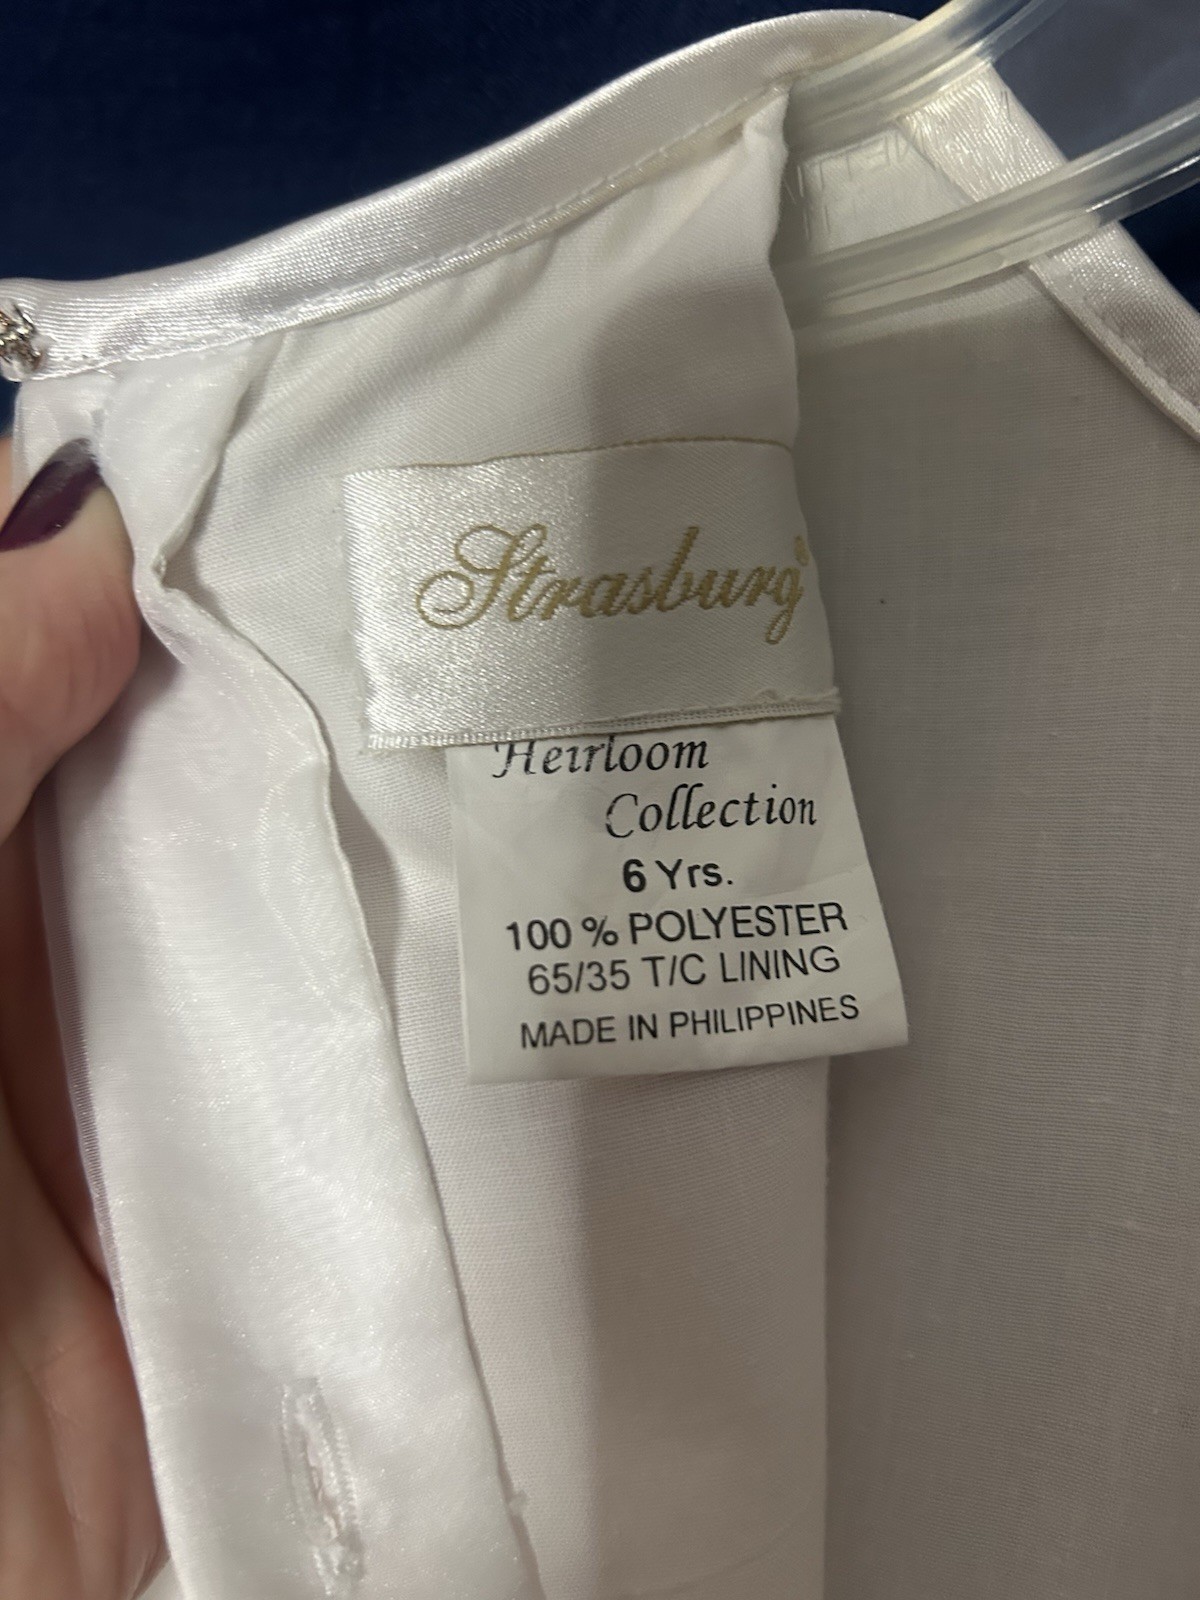 Strasburg®
Heirloom
Collection
6 Yrs.
100 % POLYESTER
65/35 T/C LINING
MADE IN PHILIPPINES